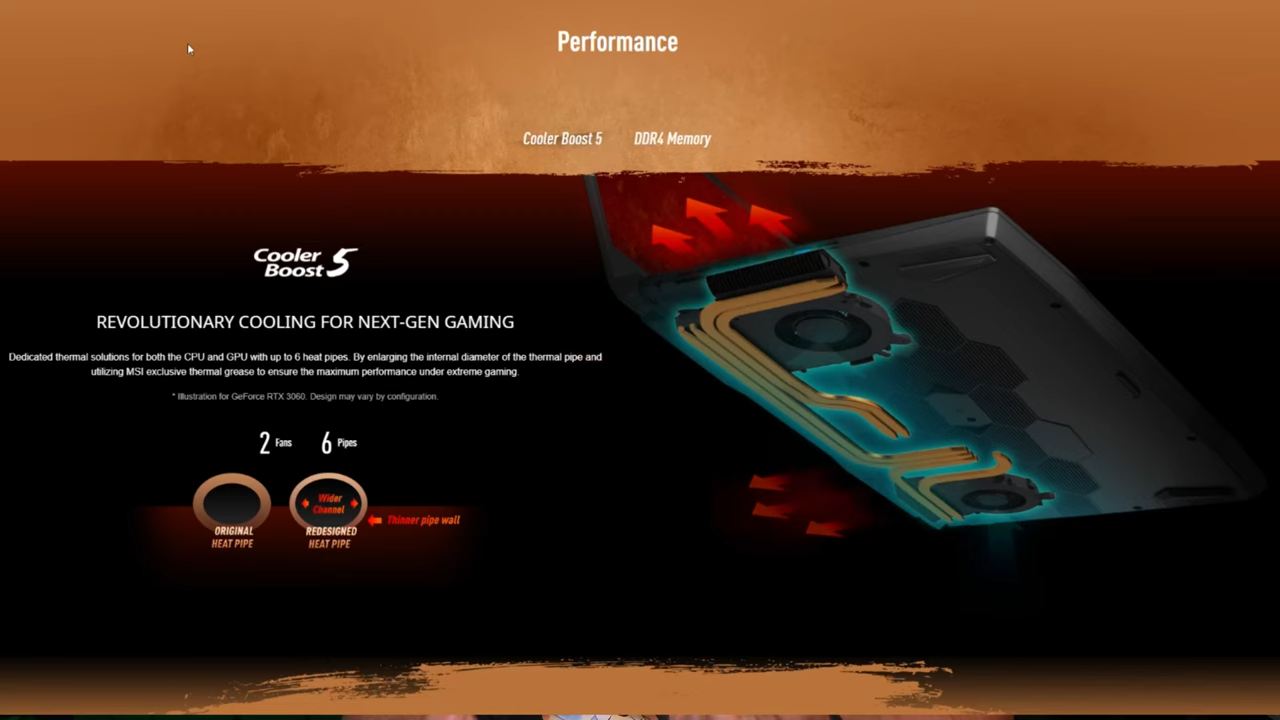 Performance
Cooler Boost 5
DDR4 Memory
Cooler
Boost 5
REVOLUTIONARY COOLING FOR NEXT-GEN GAMING
Dedicated thermal solutions for both the CPU and GPU with up to 6 heat pipes. By enlarging the internal diameter of the thermal pipe and
utilizing MSI exclusive thermal grease to ensure the maximum performance under extreme gaming.
* Illustration for GeForce RTX 3060. Design may vary by configuration.
2 Fans
6 Pipes
Wider
Channel
Thinner pipe wall
ORIGINAL
HEAT PIPE
REDESIGNED
HEAT PIPE